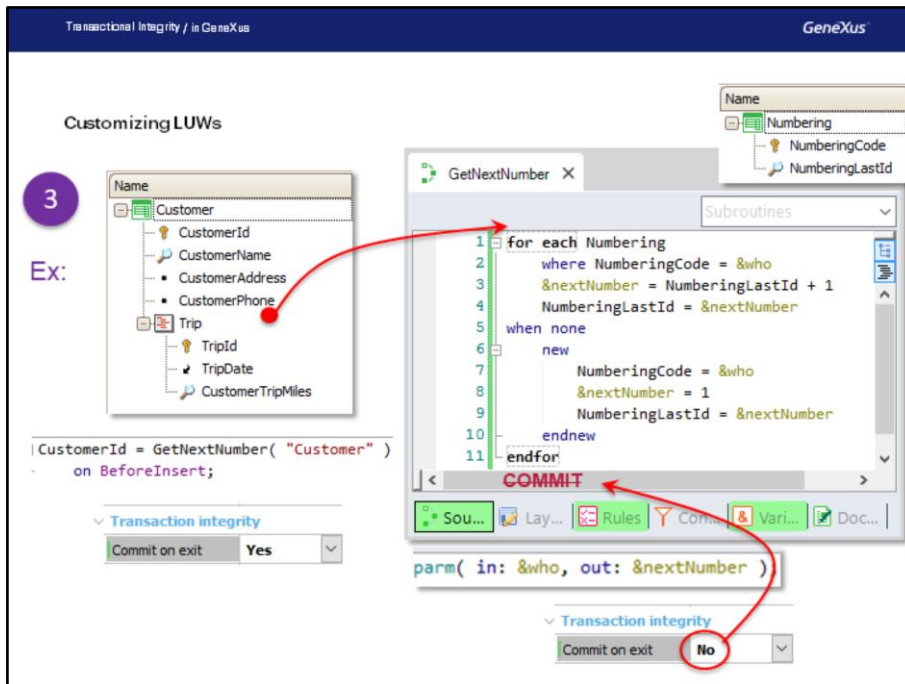 Transactional Integrity / in GeneXus
GeneXus
Customizing LUWs
3
Ex:
Name
Customer
CustomerId
CustomerName
CustomerAddress
CustomerPhone
Trip
TripId
TripDate
CustomerTripMiles
CustomerId = GetNextNumber( "Customer" )
on BeforeInsert;
Transaction integrity
Commit on exit Yes
Name
Numbering
NumberingCode
NumberingLastId
GetNextNumber X
Subroutines
1 for each Numbering
2 where NumberingCode = &who
3 &nextNumber = NumberingLastId + 1
4 NumberingLastId = &nextNumber
5 when none
6 new
7 NumberingCode = &who
8 &nextNumber = 1
9 NumberingLastId = &nextNumber
10 endnew
11 endfor
COMMIT
Sou... Lay... Rules Con... Vari... Doc...
parm( in: &who, out: &nextNumber );
Transaction integrity
Commit on exit No